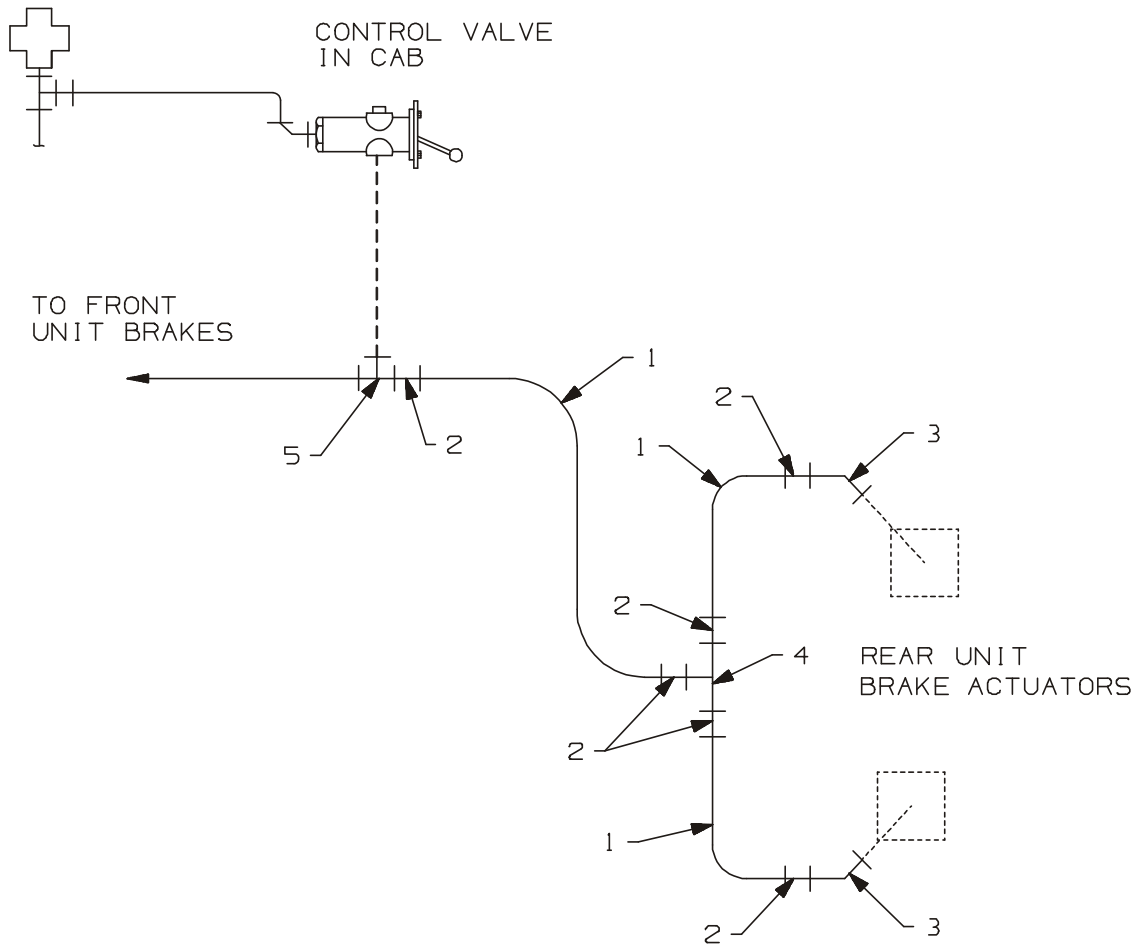 CONTROL VALVE
IN CAB
TO FRONT
UNIT BRAKES
1
2
3
5
2
1
2
4
REAR UNIT
BRAKE ACTUATORS
2
1
2
3